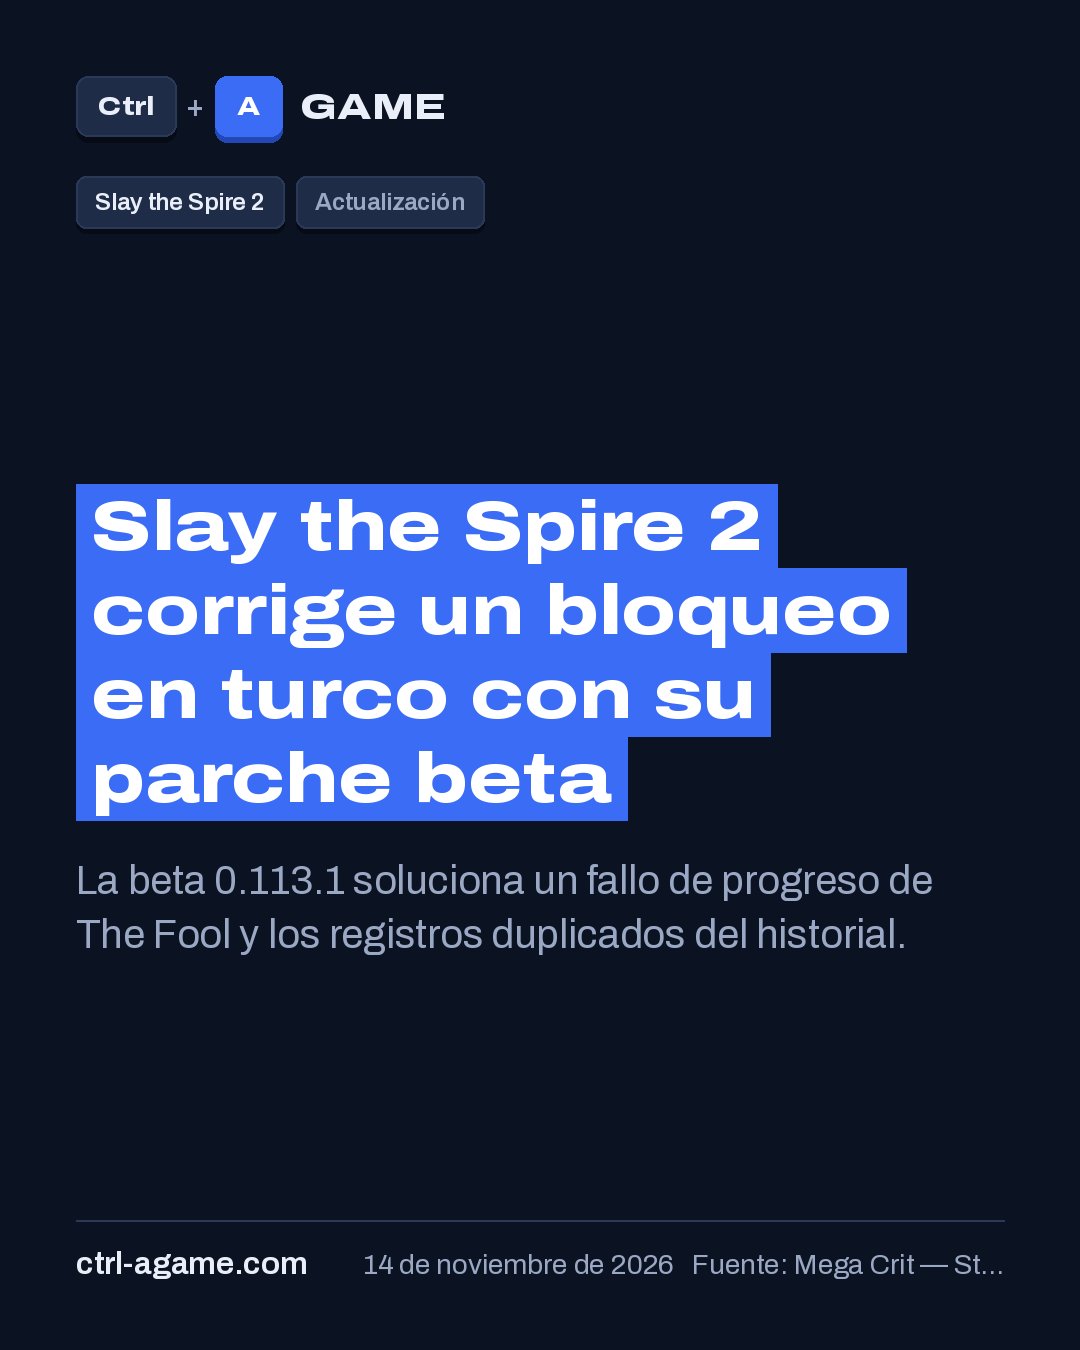 Ctrl + A GAME
Slay the Spire 2 Actualización
Slay the Spire 2
corrige un bloqueo
en turco con su
parche beta
La beta 0.113.1 soluciona un fallo de progreso de
The Fool y los registros duplicados del historial.
ctrl-agame.com 14 de noviembre de 2026 Fuente: Mega Crit — St...